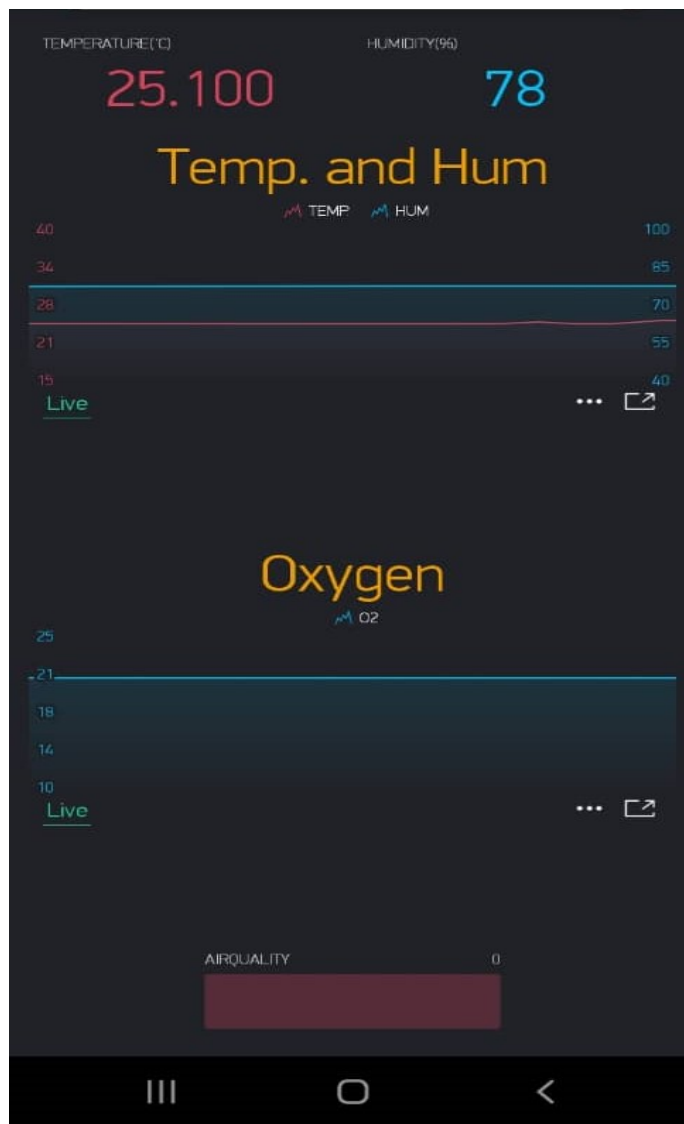 TEMPERATURE(°C) HUMIDITY(%)
25.100 78
Temp. and Hum
TEMP HUM
40 100
34 85
28 70
21 55
15 40
Live
Oxygen
O2
25
21
18
14
10
Live
AIRQUALITY 0